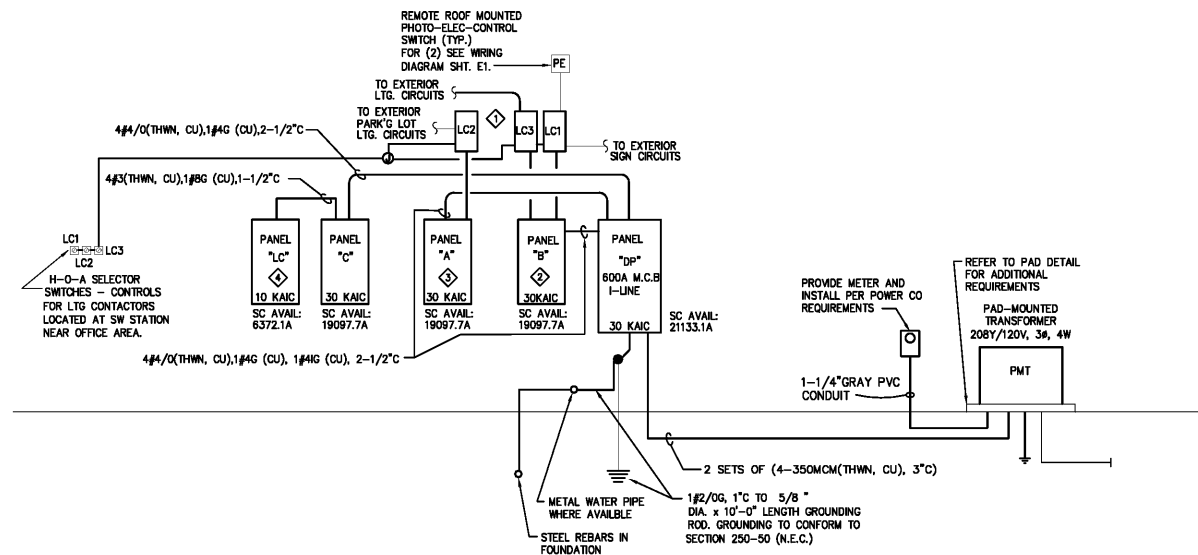 REMOTE ROOF MOUNTED
PHOTO-ELEC-CONTROL
SWITCH (TYP.)
FOR (2) SEE WIRING
DIAGRAM SHT. E1.
PE
TO EXTERIOR
LTG. CIRCUITS
TO EXTERIOR
PARK'G LOT
LTG. CIRCUITS
1
LC2
LC3
LC1
TO EXTERIOR
SIGN CIRCUITS
4#4/0(THWN, CU),1#4G (CU),2-1/2"C
4#3(THWN, CU),1#8G (CU),1-1/2"C
LC1
LC3
LC2
H-O-A SELECTOR
SWITCHES - CONTROLS
FOR LTG CONTACTORS
LOCATED AT SW STATION
NEAR OFFICE AREA.
PANEL
"LC"
4
10 KAIC
SC AVAIL:
6372.1A
PANEL
"C"
30 KAIC
SC AVAIL:
19097.7A
PANEL
"A"
3
30 KAIC
SC AVAIL:
19097.7A
PANEL
"B"
2
30KAIC
SC AVAIL:
19097.7A
PANEL
"DP"
600A M.C.B
I-LINE
30 KAIC
SC AVAIL:
21133.1A
4#4/0(THWN, CU),1#4G (CU), 1#4IG (CU), 2-1/2"C
PROVIDE METER AND
INSTALL PER POWER CO
REQUIREMENTS
REFER TO PAD DETAIL
FOR ADDITIONAL
REQUIREMENTS
PAD-MOUNTED
TRANSFORMER
208Y/120V, 3ø, 4W
PMT
1-1/4"GRAY PVC
CONDUIT
2 SETS OF (4-350MCM(THWN, CU), 3"C)
METAL WATER PIPE
WHERE AVAILBLE
STEEL REBARS IN
FOUNDATION
1#2/0G, 1"C TO 5/8 "
DIA. x 10'-0" LENGTH GROUNDING
ROD. GROUNDING TO CONFORM TO
SECTION 250-50 (N.E.C.)